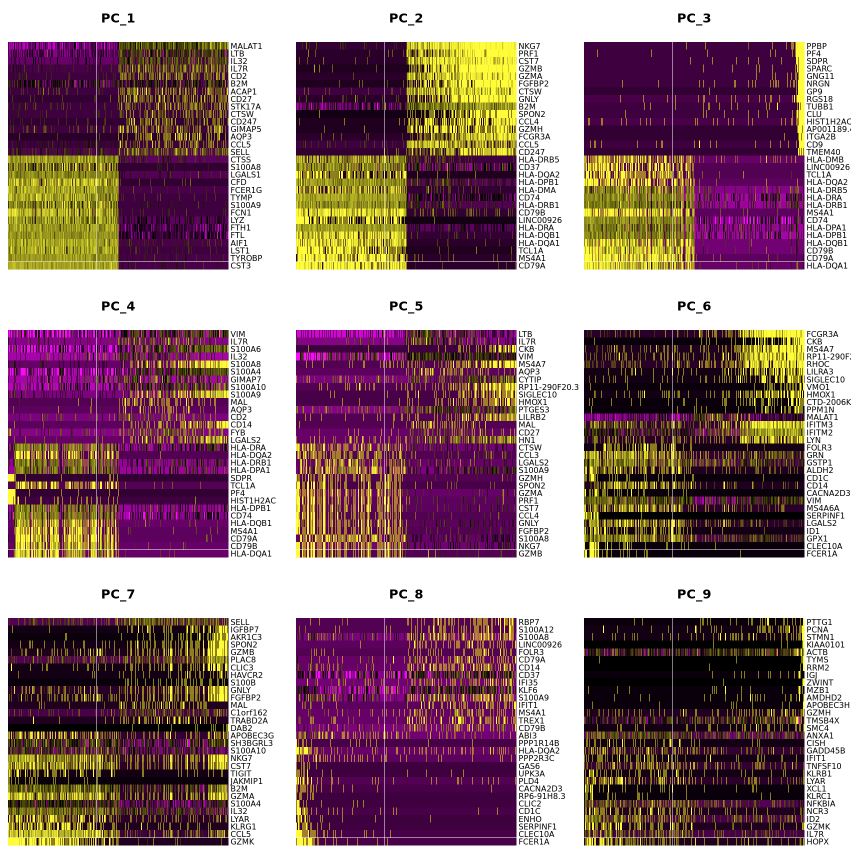 PC_1
MALAT1
LTB
IL32
IL7R
CD2
B2M
ACAP1
CD27
STK17A
CTSW
CD247
GIMAP5
AQP3
CCL5
SELL
CTSS
S100A8
LGALS1
CFD
FCER1G
TYMP
S100A9
FCN1
LYZ
FTH1
FTL
AIF1
LST1
TYROBP
CST3
PC_2
NKG7
PRF1
CST7
GZMB
GZMA
FGFBP2
CTSW
GNLY
B2M
SPON2
CCL4
GZMH
FCGR3A
CCL5
CD247
HLA-DRB5
CD37
HLA-DQA2
HLA-DPB1
HLA-DMA
CD74
HLA-DRB1
CD79B
LINC00926
HLA-DRA
HLA-DQB1
HLA-DQA1
TCL1A
MS4A1
CD79A
PC_3
PPBP
PF4
SDPR
SPARC
GNG11
NRGN
GP9
RGS18
TUBB1
CLU
HIST1H2AC
AP001189.
ITGA2B
CD9
TMEM40
HLA-DMB
LINC00926
TCL1A
HLA-DQA2
HLA-DRB5
HLA-DRA
HLA-DRB1
MS4A1
CD74
HLA-DPA1
HLA-DPB1
HLA-DQB1
CD79B
CD79A
HLA-DQA1
PC_4
VIM
IL7R
S100A6
IL32
S100A8
S100A4
GIMAP7
S100A10
S100A9
MAL
AQP3
CD2
CD14
FYB
LGALS2
HLA-DRA
HLA-DQA2
HLA-DRB1
HLA-DPA1
SDPR
TCL1A
PF4
HIST1H2AC
HLA-DPB1
CD74
HLA-DQB1
MS4A1
CD79A
CD79B
HLA-DQA1
PC_5
LTB
IL7R
CKB
VIM
MS4A7
AQP3
CYTIP
RP11-290F20.3
SIGLEC10
HMOX1
PTGES3
LILRB2
MAL
CD27
HN1
CTSW
CCL3
LGALS2
S100A9
GZMH
SPON2
GZMA
PRF1
CST7
CCL4
GNLY
FGFBP2
S100A8
NKG7
GZMB
PC_6
FCGR3A
CKB
MS4A7
RP11-290F2
RHOC
LILRA3
SIGLEC10
VMO1
HMOX1
CTD-2006K
PPM1N
MALAT1
IFITM3
IFITM2
LYN
FOLR3
GRN
GSTP1
ALDH2
CD1C
CD14
CACNA2D3
VIM
MS4A6A
SERPINF1
LGALS2
ID1
GPX1
CLEC10A
FCER1A
PC_7
SELL
IGFBP7
AKR1C3
SPON2
GZMB
PLAC8
CLIC3
HAVCR2
S100B
GNLY
FGFBP2
MAL
C1orf162
TRABD2A
DAB2
APOBEC3G
SH3BGRL3
S100A10
NKG7
CST7
TIGIT
JAKMIP1
B2M
GZMA
S100A4
IL32
LYAR
KLRG1
CCL5
GZMK
PC_8
RBP7
S100A12
S100A8
LINC00926
FOLR3
CD79A
CD14
CD37
IFI35
KLF6
S100A9
IFIT1
MS4A1
TREX1
CD79B
ABI3
PPP1R14B
HLA-DQA2
PPP2R3C
GAS6
UPK3A
PLD4
CACNA2D3
RP6-91H8.3
CLIC2
CD1C
ENHO
SERPINF1
CLEC10A
FCER1A
PC_9
PTTG1
PCNA
STMN1
KIAA0101
ACTB
TYMS
RRM2
IGJ
ZWINT
MZB1
AMDHD2
APOBEC3H
GZMH
TMSB4X
SMC4
ANXA1
CISH
GADD45B
IFIT1
TNFSF10
KLRB1
LYAR
XCL1
KLRC1
NFKBIA
NCR3
ID2
GZMK
IL7R
HOPX